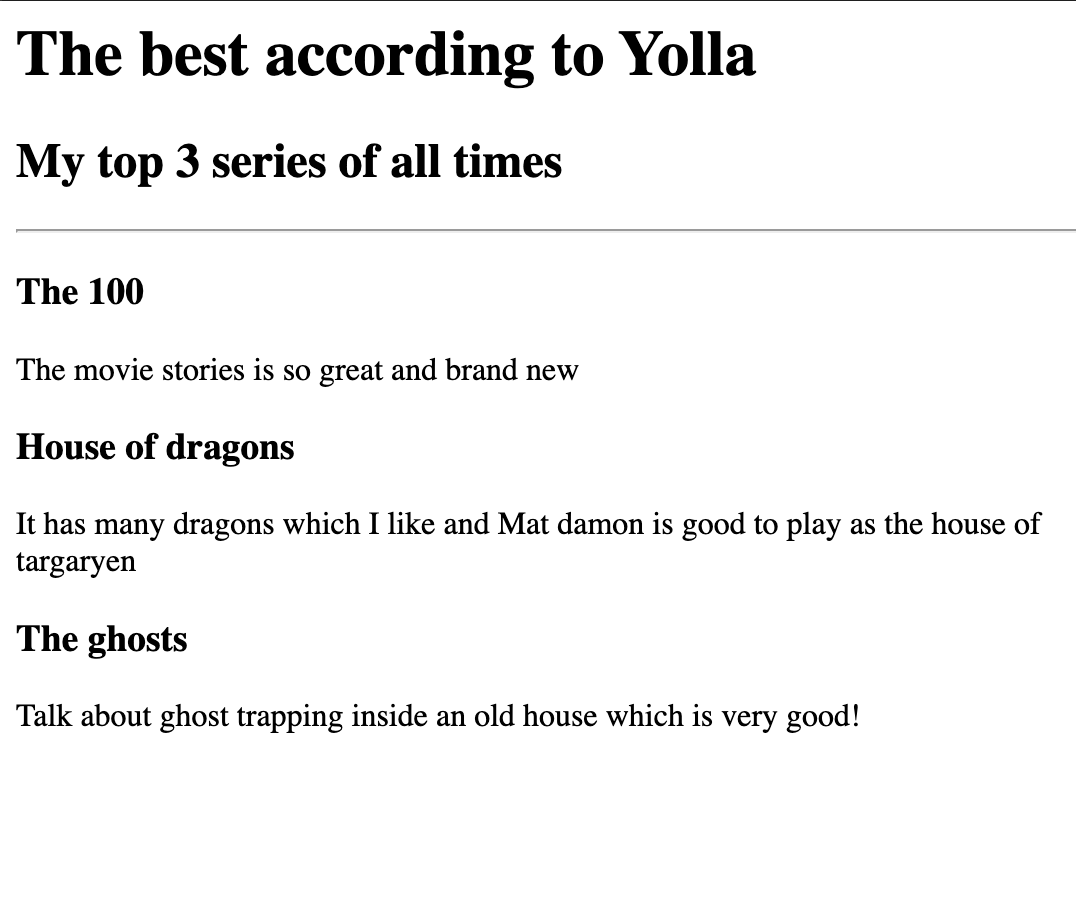 The best according to Yolla
My top 3 series of all times
The 100
The movie stories is so great and brand new
House of dragons
It has many dragons which I like and Mat damon is good to play as the house of
targaryen
The ghosts
Talk about ghost trapping inside an old house which is very good!